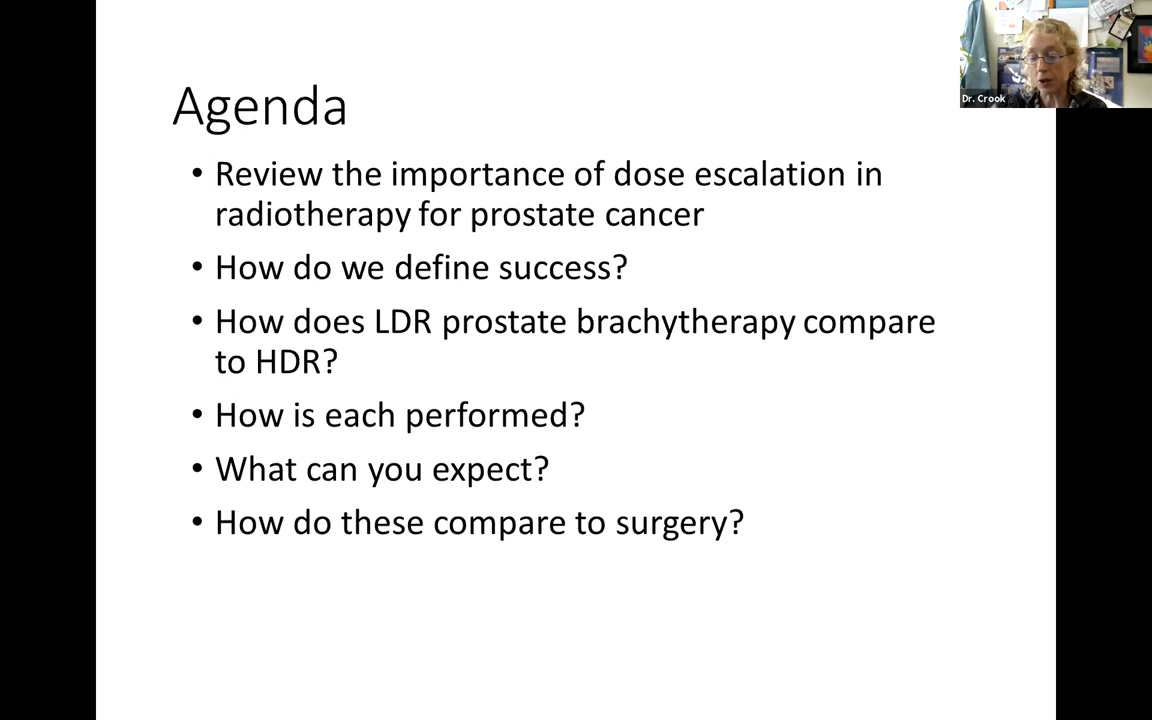 Agenda
• Review the importance of dose escalation in
radiotherapy for prostate cancer
• How do we define success?
• How does LDR prostate brachytherapy compare
to HDR?
• How is each performed?
• What can you expect?
• How do these compare to surgery?
Dr. Crook